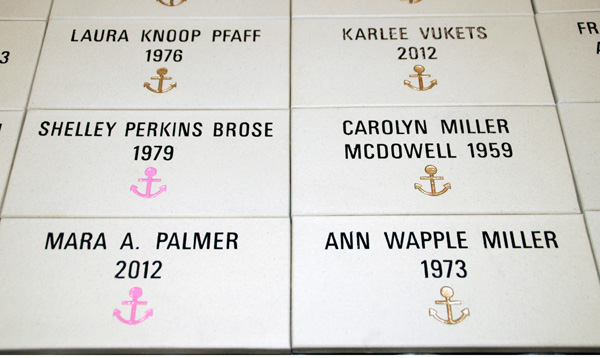 LAURA KNOOP PFAFF
1976
KARLEE VUKETS
2012
SHELLEY PERKINS BROSE
1979
CAROLYN MILLER
MCDOWELL 1959
MARA A. PALMER
2012
ANN WAPPLE MILLER
1973